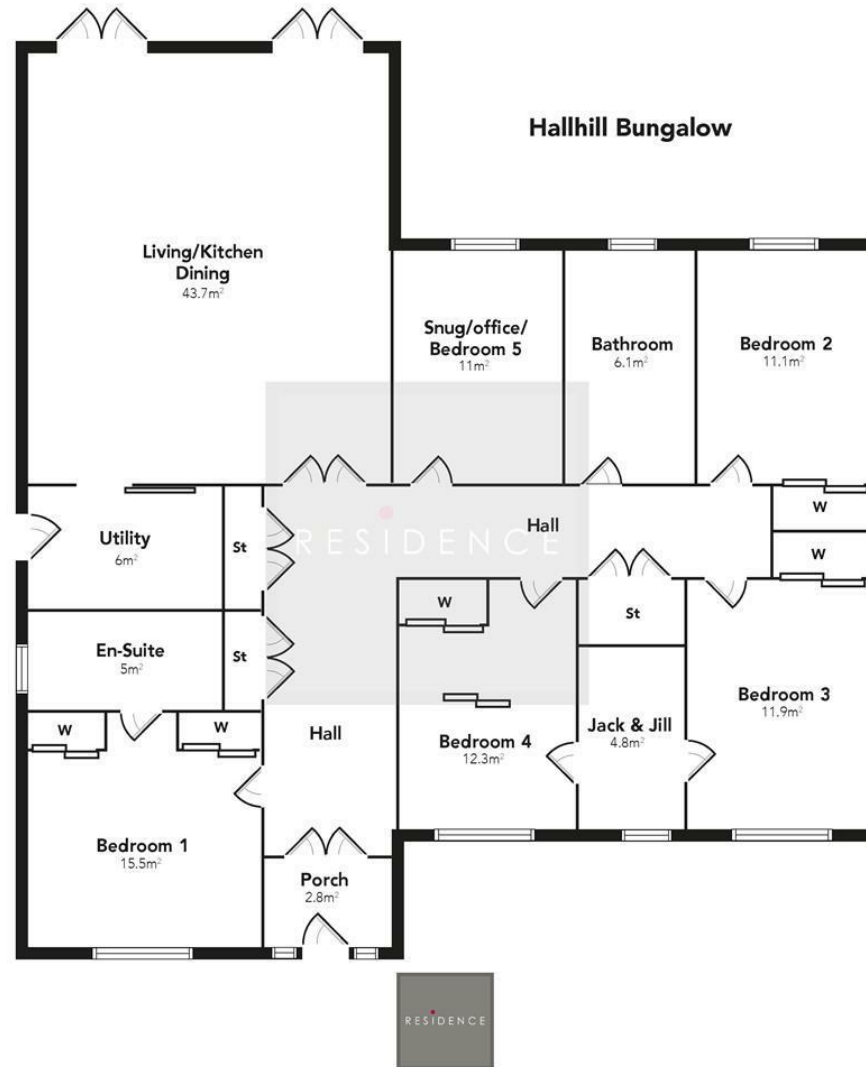 Hallhill Bungalow
Living/Kitchen
Dining
43.7m²
Snug/office/
Bedroom 5
11m²
Bathroom
6.1m²
Bedroom 2
11.1m²
Utility
6m²
St
RESIDENCE
Hall
W
W
En-Suite
5m²
St
W
St
W
W
Hall
Bedroom 4
12.3m²
Jack & Jill
4.8m²
Bedroom 3
11.9m²
Bedroom 1
15.5m²
Porch
2.8m²
RESIDENCE